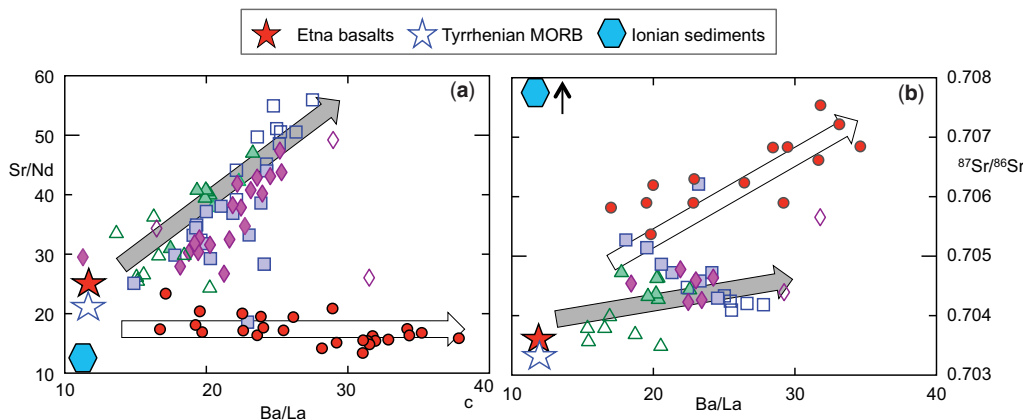 Etna basalts Tyrrhenian MORB Ionian sediments
60
50
40
30
20
10
Sr/Nd
(a)
20
30
40
Ba/La
c
(b)
0.708
0.707
0.706
0.705
0.704
0.703
87Sr/86Sr
20
30
40
Ba/La